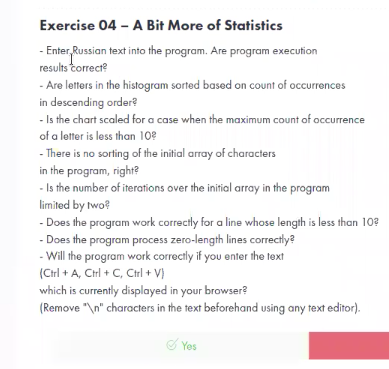 Exercise 04 – A Bit More of Statistics
- Enter Russian text into the program. Are program execution
results correct?
- Are letters in the histogram sorted based on count of occurrences
in descending order?
- Is the chart scaled for a case when the maximum count of occurrence
of a letter is less than 10?
- There is no sorting of the initial array of characters
in the program, right?
- Is the number of iterations over the initial array in the program
limited by two?
- Does the program work correctly for a line whose length is less than 10?
- Does the program process zero-length lines correctly?
- Will the program work correctly if you enter the text
(Ctrl + A, Ctrl + C, Ctrl + V)
which is currently displayed in your browser?
(Remove "\n" characters in the text beforehand using any text editor).
Yes